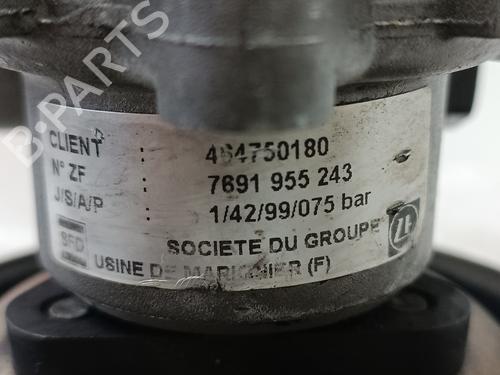 B-PARTS
CLIENT : 464750180
N° ZF : 7691 955 243
J/S/A/P : 1/42/99/075 bar
SFD SOCIETE DU GROUPE ZF
USINE DE MARIGNIER (F)